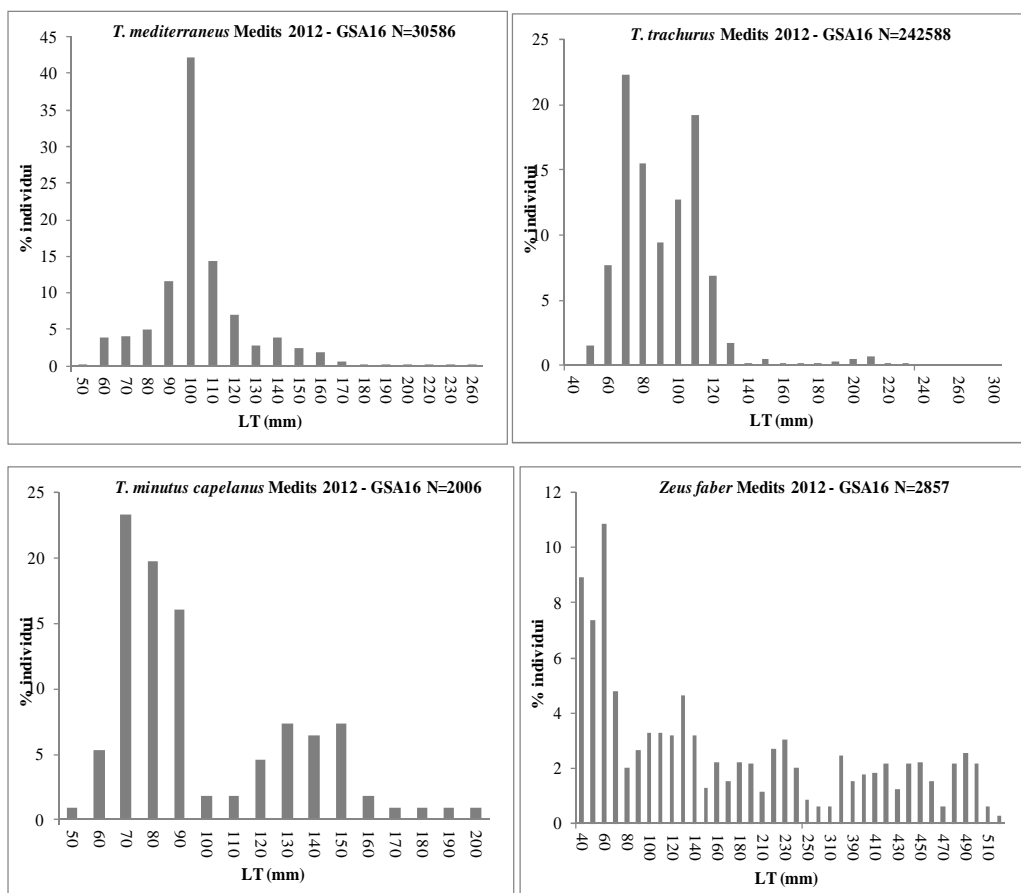 T. mediterraneus Medits 2012 - GSA16 N=30586
45
40
35
30
25
20
15
10
5
0
% individui
50 60 70 80 90 100 110 120 130 140 150 160 170 180 190 200 220 230 260
LT (mm)
T. trachurus Medits 2012 - GSA16 N=242588
25
20
15
10
5
0
% individui
40 60 80 100 120 140 160 180 200 220 240 260 300
LT (mm)
T. minutus capelanus Medits 2012 - GSA16 N=2006
25
20
15
10
5
0
% individui
50 60 70 80 90 100 110 120 130 140 150 160 170 180 190 200
LT (mm)
Zeus faber Medits 2012 - GSA16 N=2857
12
10
8
6
4
2
0
% individui
40 60 80 100 120 140 160 180 210 230 250 310 390 410 430 450 470 490 510
LT (mm)